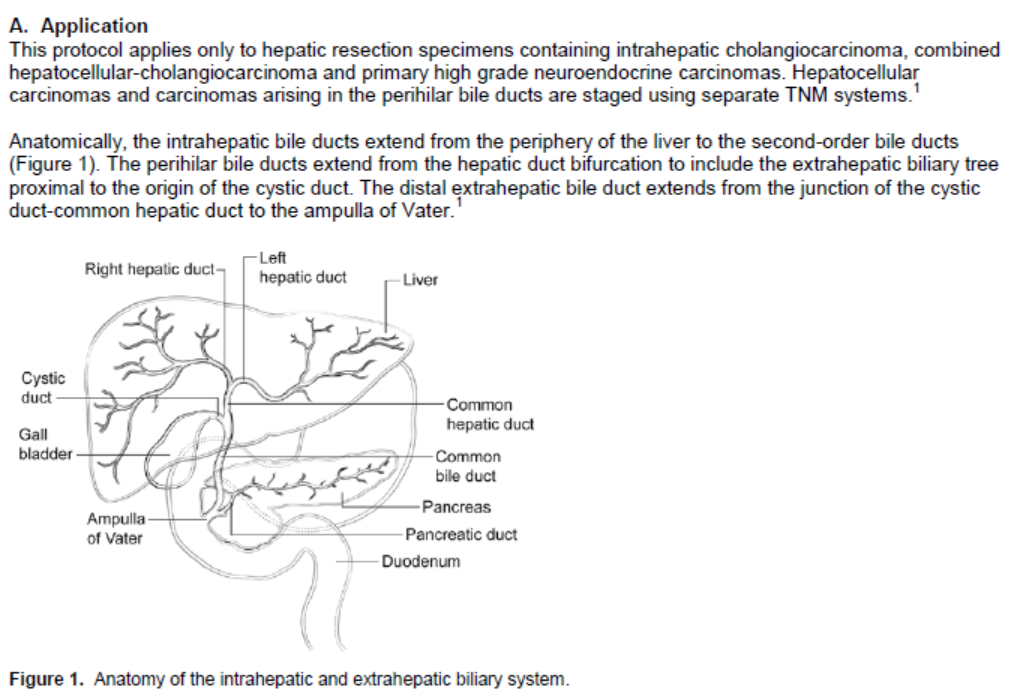 A. Application
This protocol applies only to hepatic resection specimens containing intrahepatic cholangiocarcinoma, combined
hepatocellular-cholangiocarcinoma and primary high grade neuroendocrine carcinomas. Hepatocellular
carcinomas and carcinomas arising in the perihilar bile ducts are staged using separate TNM systems.1
Anatomically, the intrahepatic bile ducts extend from the periphery of the liver to the second-order bile ducts
(Figure 1). The perihilar bile ducts extend from the hepatic duct bifurcation to include the extrahepatic biliary tree
proximal to the origin of the cystic duct. The distal extrahepatic bile duct extends from the junction of the cystic
duct-common hepatic duct to the ampulla of Vater.1
Left
hepatic duct
Right hepatic duct
Liver
Cystic
duct
Common
hepatic duct
Gall
bladder
Common
bile duct
Pancreas
Ampulla
of Vater
Pancreatic duct
Duodenum
Figure 1. Anatomy of the intrahepatic and extrahepatic biliary system.